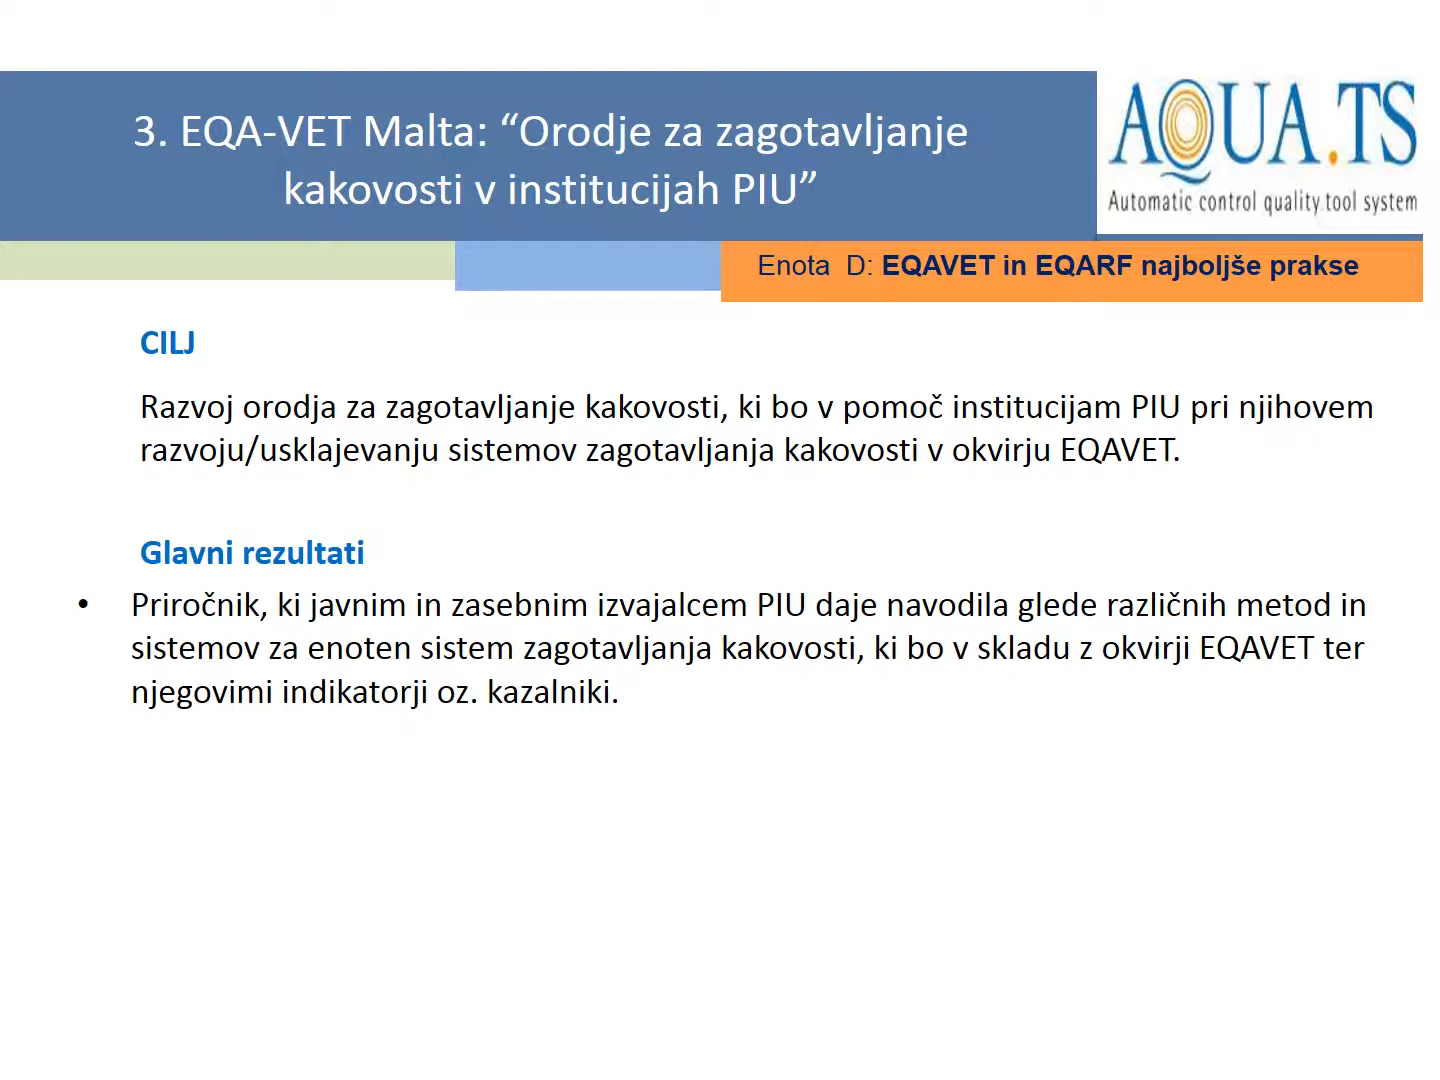 3. EQA-VET Malta: “Orodje za zagotavljanje
kakovosti v institucijah PIU”
AQUA.TS
Automatic control quality tool system
Enota D: EQAVET in EQARF najboljše prakse
CILJ
Razvoj orodja za zagotavljanje kakovosti, ki bo v pomoč institucijam PIU pri njihovem
razvoju/usklajevanju sistemov zagotavljanja kakovosti v okvirju EQAVET.
Glavni rezultati
• Priročnik, ki javnim in zasebnim izvajalcem PIU daje navodila glede različnih metod in
sistemov za enoten sistem zagotavljanja kakovosti, ki bo v skladu z okvirji EQAVET ter
njegovimi indikatorji oz. kazalniki.